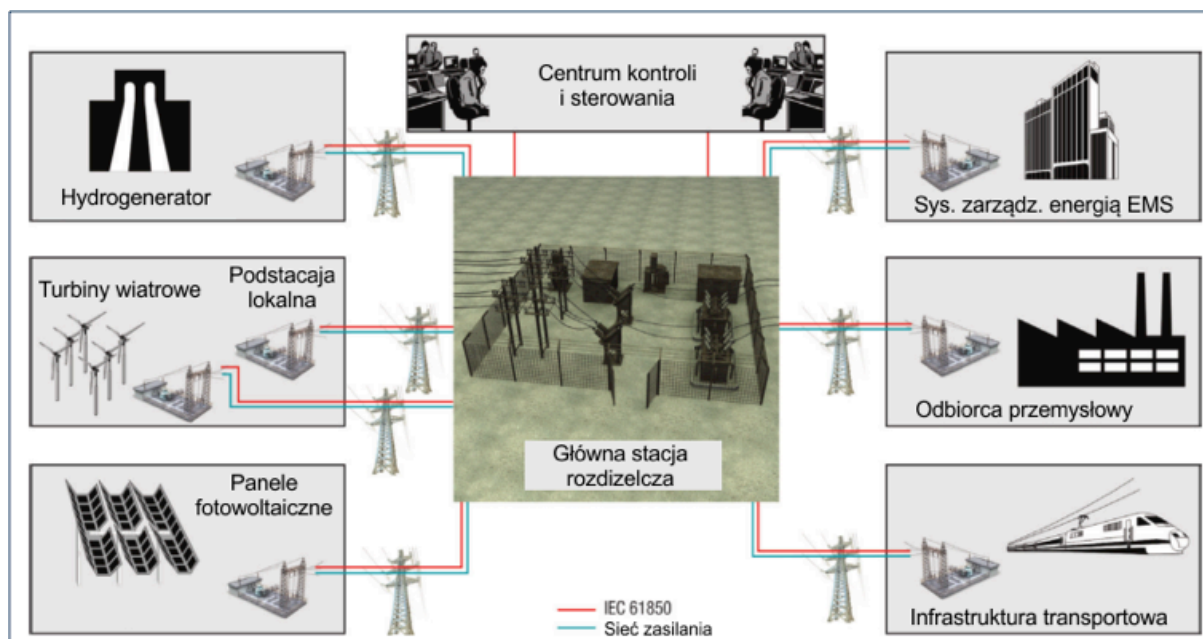 Centrum kontroli
i sterowania
Hydrogenerator
Sys. zarządz. energią EMS
Turbiny wiatrowe
Podstacaja
lokalna
Odbiorca przemysłowy
Główna stacja
rozdizelcza
Panele
fotowoltaiczne
Infrastruktura transportowa
IEC 61850
Sieć zasilania